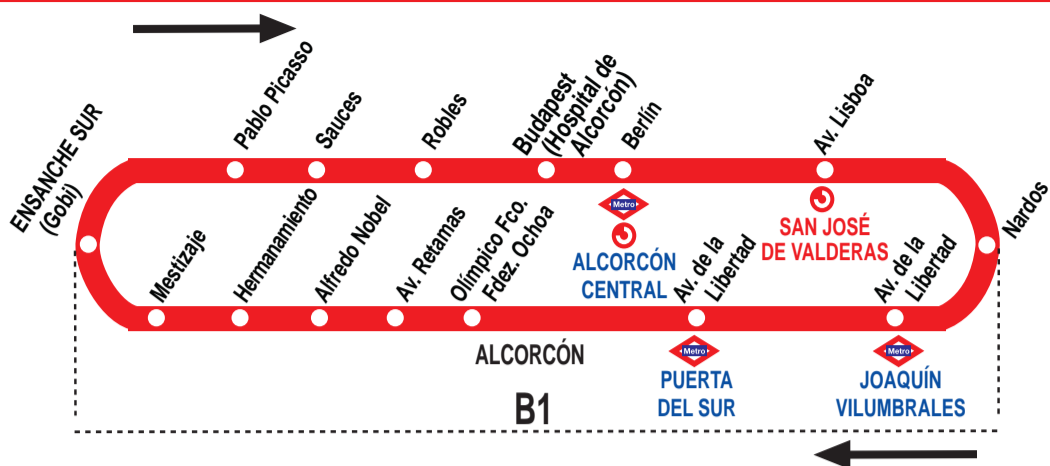 ENSANCHE SUR
(Gobi)
Pablo Picasso
Sauces
Robles
Budapest
(Hospital de
Alcorcón)
Berlín
Av. Lisboa
Nardos
Metro
ALCORCÓN
CENTRAL
SAN JOSÉ
DE VALDERAS
Mestizaje
Hermanamiento
Alfredo Nobel
Av. Retamas
Olímpico Fco.
Fdez. Ochoa
Av. de la
Libertad
Av. de la
Libertad
ALCORCÓN
Metro
PUERTA
DEL SUR
Metro
JOAQUÍN
VILUMBRALES
B1